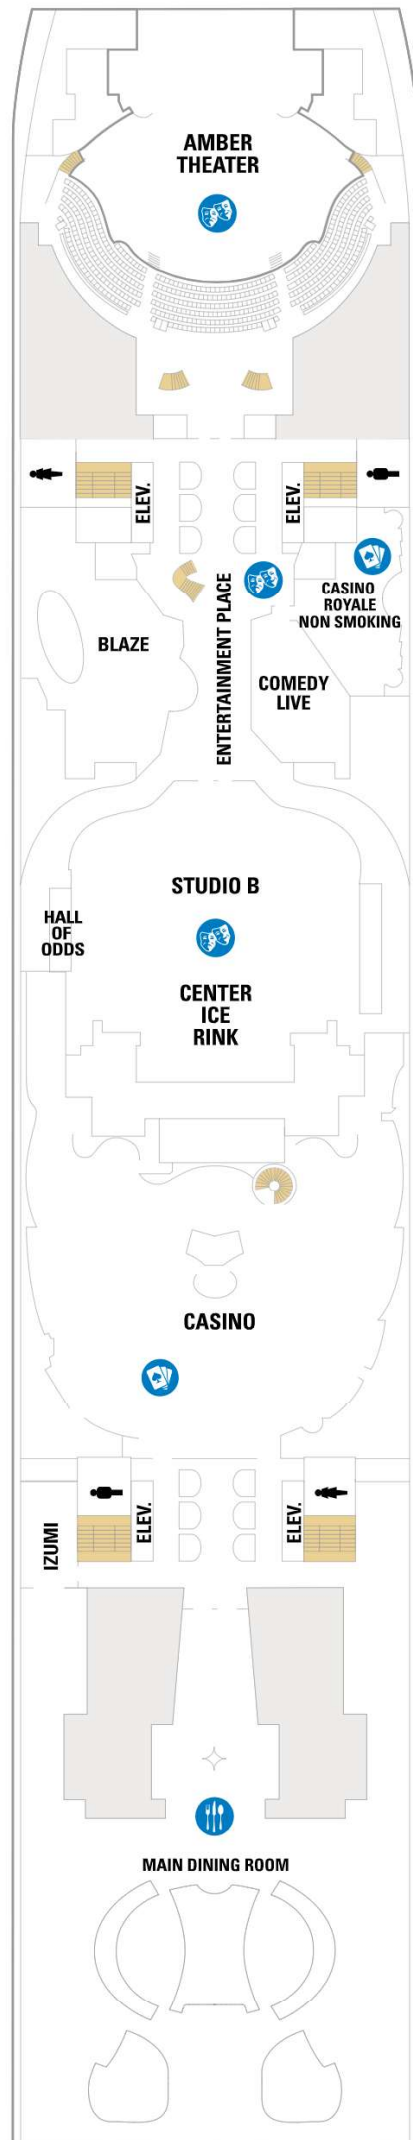 AMBER
THEATER
ELEV.
ELEV.
ENTERTAINMENT PLACE
CASINO
ROYALE
NON SMOKING
BLAZE
COMEDY
LIVE
STUDIO B
HALL
OF
ODDS
CENTER
ICE
RINK
CASINO
IZUMI
ELEV.
ELEV.
MAIN DINING ROOM